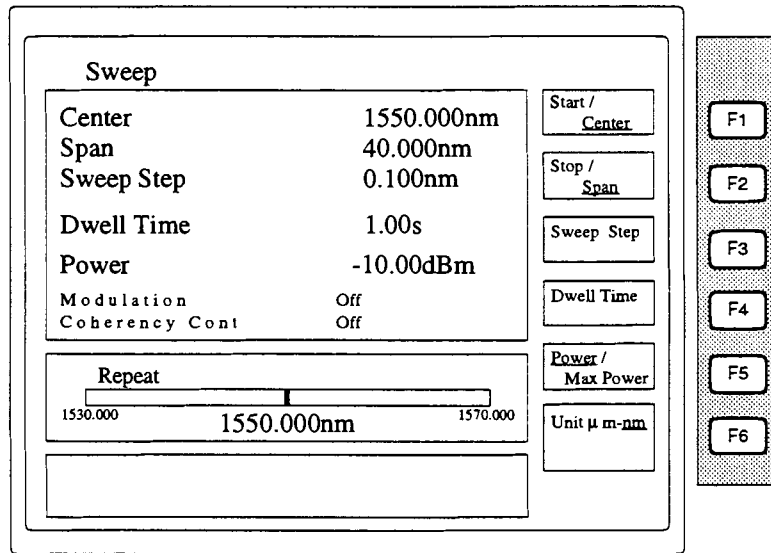 Sweep
Center 1550.000nm
Span 40.000nm
Sweep Step 0.100nm
Dwell Time 1.00s
Power -10.00dBm
Modulation Off
Coherency Cont Off
Repeat
1530.000 1550.000nm 1570.000
Start /
Center
Stop /
Span
Sweep Step
Dwell Time
Power /
Max Power
Unit μ m-nm
F1
F2
F3
F4
F5
F6